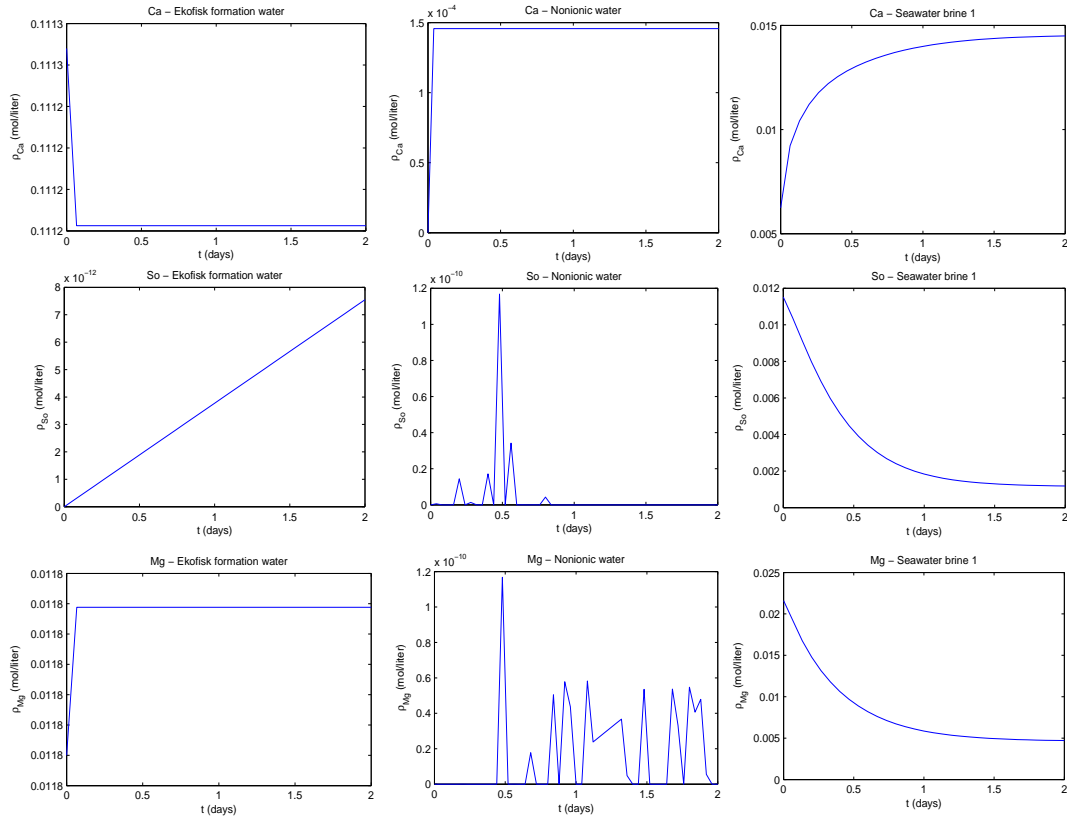 Ca − Ekofisk formation water
0.1113
0.1113
0.1112
0.1112
0.1112
0.1112
0 0.5 1 1.5 2
t (days)
ρCa (mol/liter)
Ca − Nonionic water
x 10−4
1.5
1
0.5
0
0 0.5 1 1.5 2
t (days)
ρCa (mol/liter)
Ca − Seawater brine 1
0.015
0.01
0.005
0 0.5 1 1.5 2
t (days)
ρCa (mol/liter)
So − Ekofisk formation water
x 10−12
8
7
6
5
4
3
2
1
0
0 0.5 1 1.5 2
t (days)
ρSo (mol/liter)
So − Nonionic water
x 10−10
1.2
1
0.8
0.6
0.4
0.2
0
0 0.5 1 1.5 2
t (days)
ρSo (mol/liter)
So − Seawater brine 1
0.012
0.01
0.008
0.006
0.004
0.002
0
0 0.5 1 1.5 2
t (days)
ρSo (mol/liter)
Mg − Ekofisk formation water
0.0118
0.0118
0.0118
0.0118
0.0118
0.0118
0.0118
0.0118
0 0.5 1 1.5 2
t (days)
ρMg (mol/liter)
Mg − Nonionic water
x 10−10
1.2
1
0.8
0.6
0.4
0.2
0
0 0.5 1 1.5 2
t (days)
ρMg (mol/liter)
Mg − Seawater brine 1
0.025
0.02
0.015
0.01
0.005
0
0 0.5 1 1.5 2
t (days)
ρMg (mol/liter)